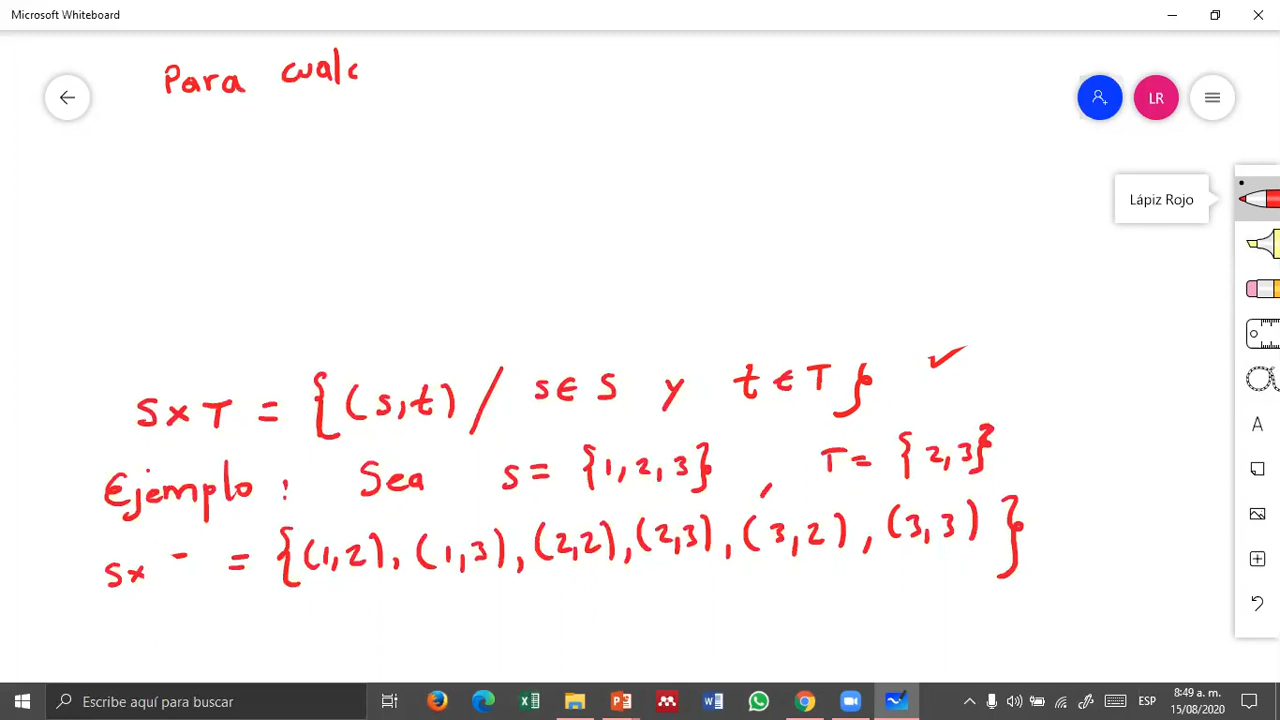 Microsoft Whiteboard
Para cualc
LR
Lápiz Rojo
A
S x T = {(s,t) / s ∈ S y t ∈ T}
Ejemplo: Sea S = {1, 2, 3} T = {2, 3}
S x = {(1,2), (1,3), (2,2), (2,3), (3,2), (3,3)}
Escribe aquí para buscar
ESP
8:49 a. m.
15/08/2020